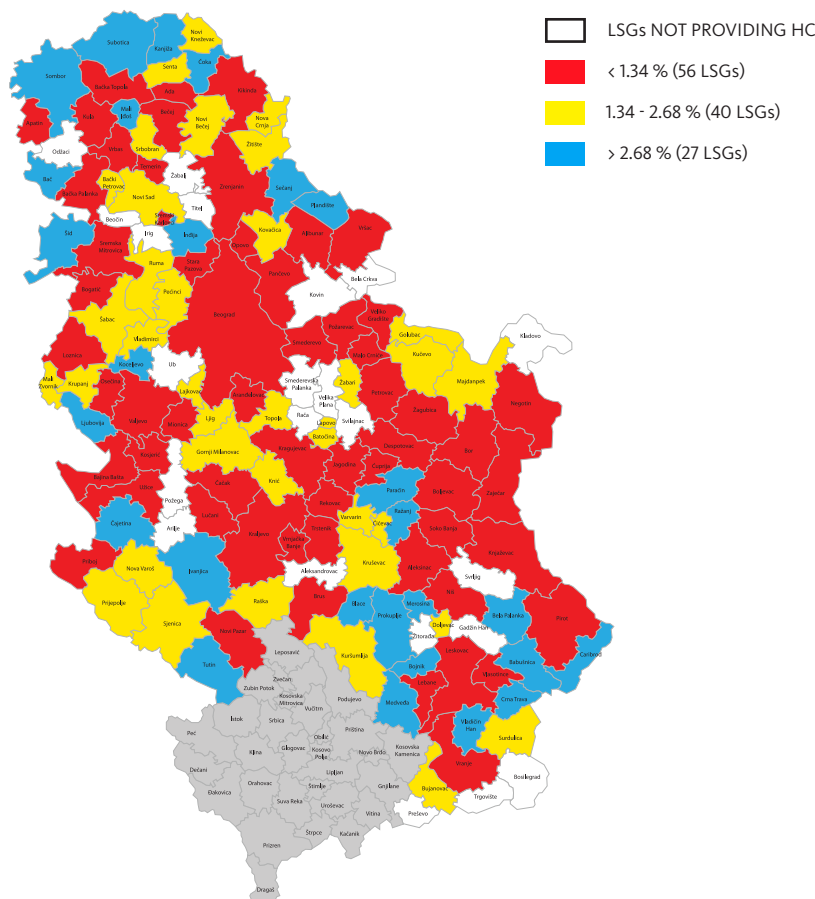 LSGs NOT PROVIDING HC
< 1.34 % (56 LSGs)
1.34 - 2.68 % (40 LSGs)
> 2.68 % (27 LSGs)
Novi
Kneževac
Subotica
Kanjiža
Čoka
Senta
Sombor
Bačka Topola
Ada
Kikinda
Mali
Iđoš
Bečej
Novi
Bečej
Nova
Crnja
Apatin
Kula
Srbobran
Žitište
Odžaci
Vrbas
Temerin
Žabalj
Zrenjanin
Sečanj
Bač
Bački
Petrovac
Bačka Palanka
Novi Sad
Titel
Plandište
Beočin
Sremski
Karlovci
Irig
Inđija
Kovačica
Alibunar
Vršac
Šid
Sremska
Mitrovica
Opovo
Ruma
Stara
Pazova
Pančevo
Bela Crkva
Bogatić
Pećinci
Kovin
Beograd
Veliko
Gradište
Šabac
Požarevac
Golubac
Kladovo
Vladimirci
Smederevo
Malo Crniće
Kučevo
Loznica
Koceljevo
Ub
Majdanpek
Mali
Zvornik
Krupanj
Osečina
Lajkovac
Smederevska
Palanka
Žabari
Petrovac
Aranđelovac
Velika
Plana
Negotin
Ljubovija
Valjevo
Mionica
Ljig
Topola
Rača
Svilajnac
Žagubica
Lapovo
Batočina
Gornji Milanovac
Kragujevac
Despotovac
Bor
Kosjerić
Jagodina
Ćuprija
Bajina Bašta
Knić
Užice
Čačak
Paraćin
Boljevac
Zaječar
Požega
Rekovac
Lučani
Ražanj
Čajetina
Arilje
Varvarin
Ćićevac
Kraljevo
Vrnjačka
Banja
Trstenik
Soko Banja
Knjaževac
Priboj
Nova Varoš
Ivanjica
Aleksandrovac
Kruševac
Aleksinac
Svrljig
Prijepolje
Raška
Brus
Niš
Blace
Merošina
Prokuplje
Doljevac
Bela Palanka
Pirot
Sjenica
Novi Pazar
Žitorađa
Gadžin Han
Kuršumlija
Leskovac
Babušnica
Tutin
Leposavić
Bojnik
Vlasotince
Caribrod
Zvečan
Zubin Potok
Kosovska
Mitrovica
Podujevo
Lebane
Medveđa
Crna Trava
Vučitrn
Istok
Srbica
Vladičin
Han
Peć
Obilić
Priština
Surdulica
Klina
Glogovac
Kosovo
Polje
Novo Brdo
Kosovska
Kamenica
Vranje
Dečani
Lipljan
Bosilegrad
Orahovac
Štimlje
Gnjilane
Bujanovac
Trgovište
Đakovica
Suva Reka
Uroševac
Vitina
Preševo
Štrpce
Kačanik
Prizren
Dragaš